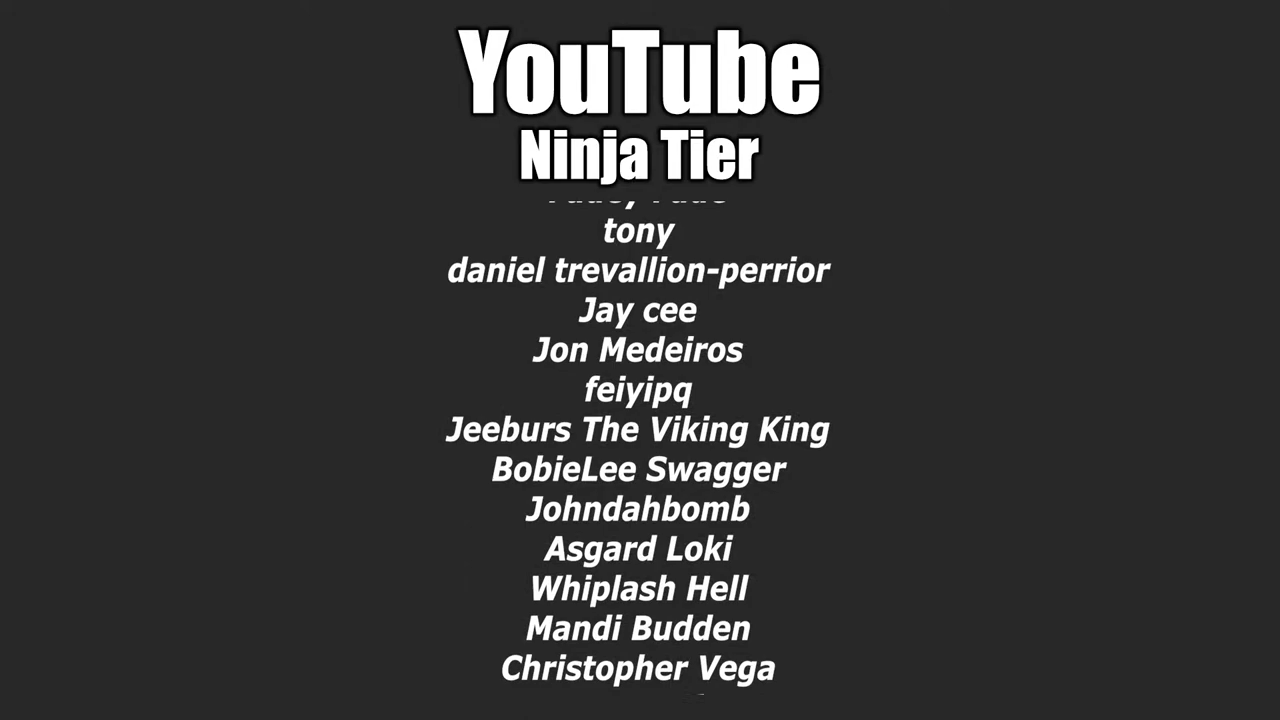 YouTube
Ninja Tier
tony
daniel trevallion-perrior
Jay cee
Jon Medeiros
feiyipq
Jeeburs The Viking King
BobieLee Swagger
Johndahbomb
Asgard Loki
Whiplash Hell
Mandi Budden
Christopher Vega